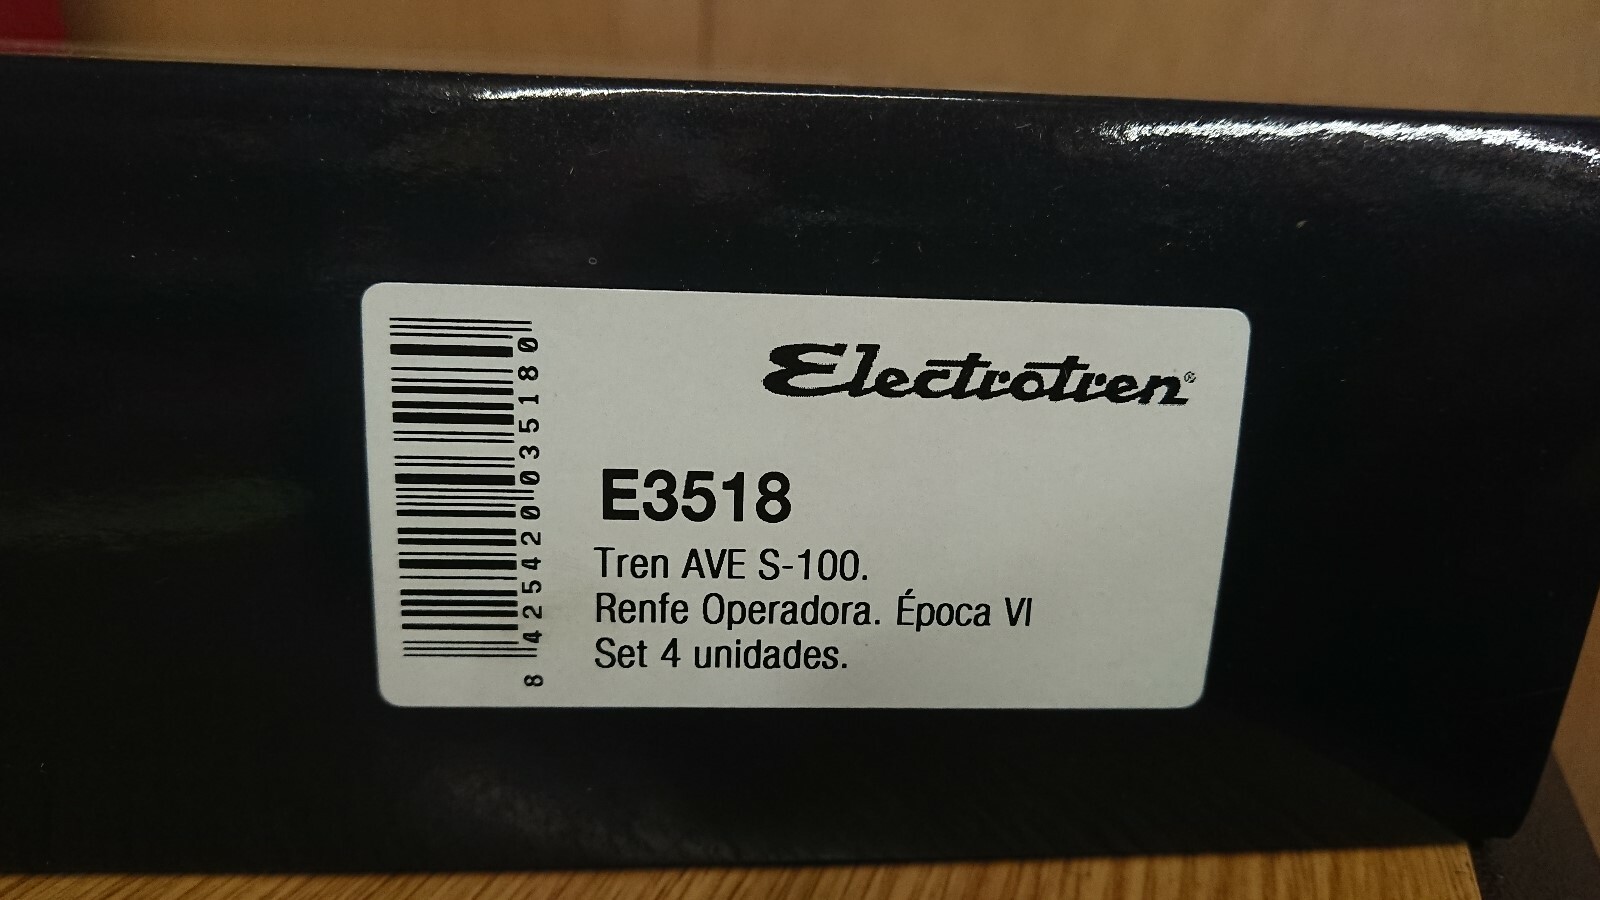 Electrotren®
E3518
Tren AVE S-100.
Renfe Operadora. Época VI
Set 4 unidades.
8 425420 035180